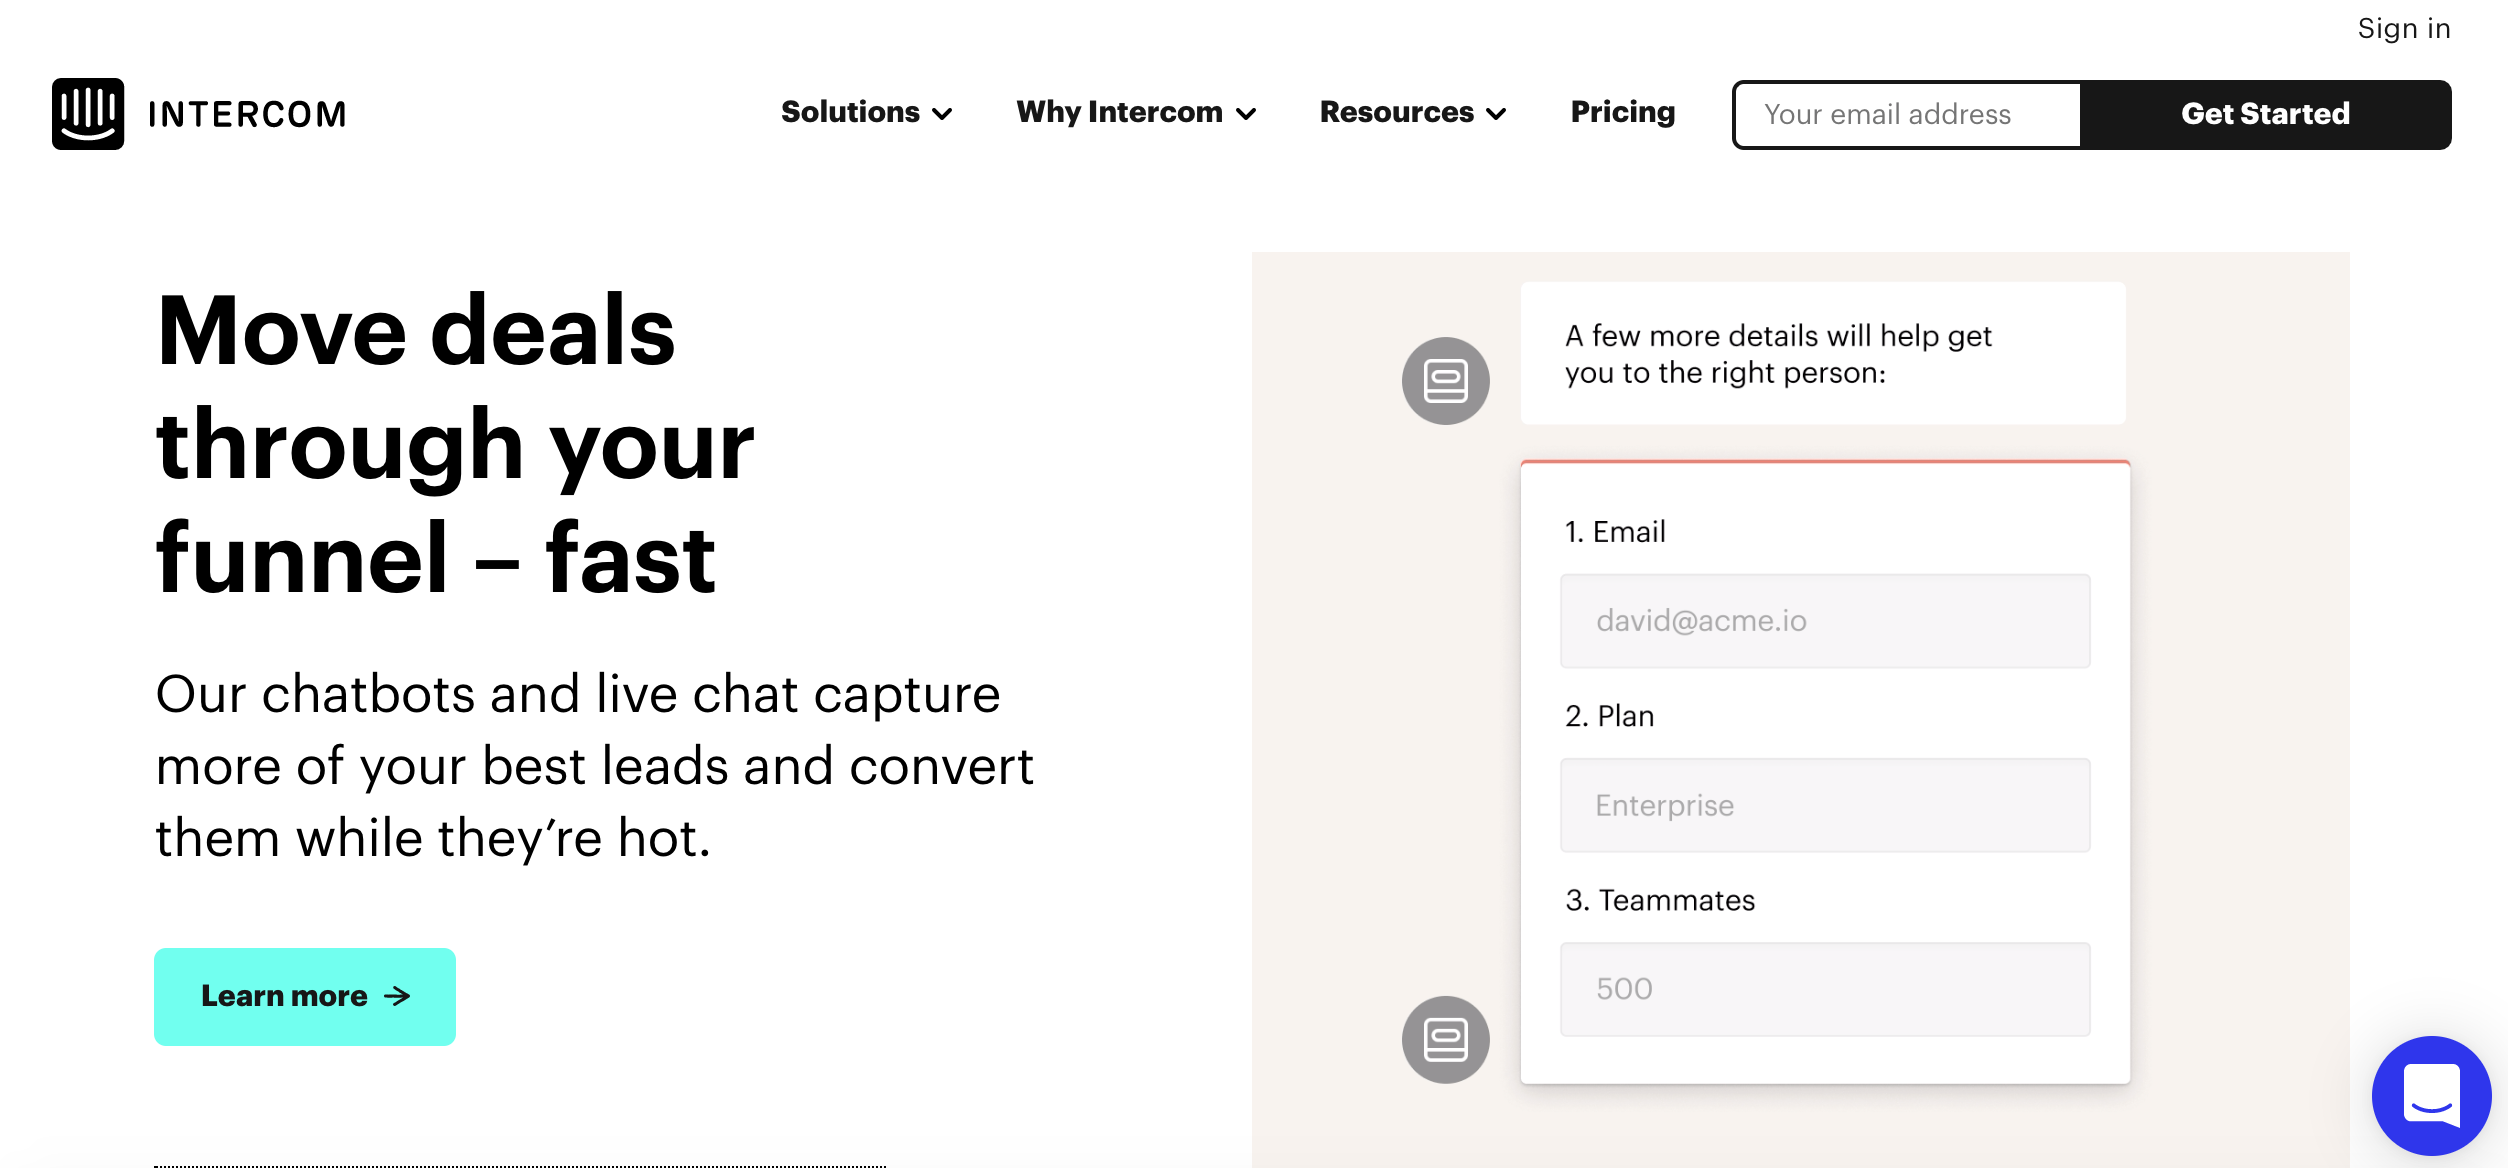 Sign in
INTERCOM
Solutions
Why Intercom
Resources
Pricing
Your email address
Get Started
Move deals
through your
funnel – fast
Our chatbots and live chat capture
more of your best leads and convert
them while they’re hot.
Learn more →
A few more details will help get
you to the right person:
1. Email
david@acme.io
2. Plan
Enterprise
3. Teammates
500